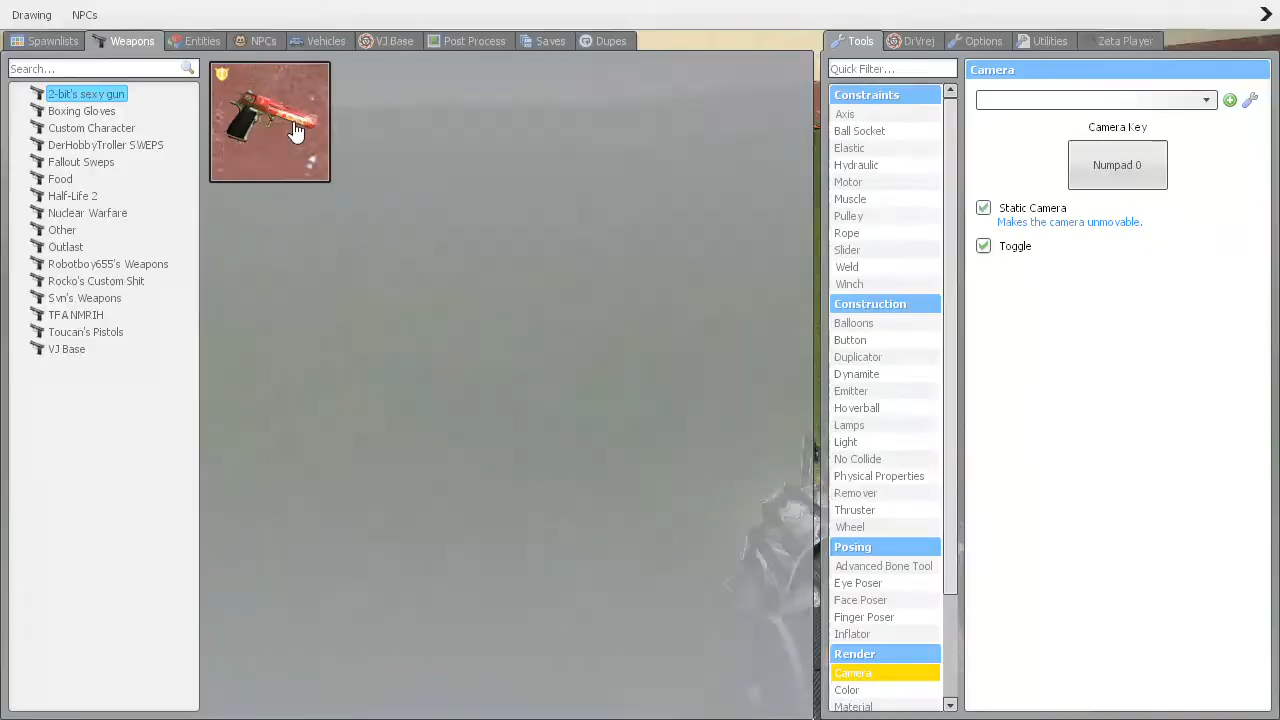 Drawing NPCs
Spawnlists Weapons Entities NPCs Vehicles VJ Base Post Process Saves Dupes
Search...
2-bit's sexy gun
Boxing Gloves
Custom Character
DerHobbyTroller SWEPS
Fallout Sweps
Food
Half-Life 2
Nuclear Warfare
Other
Outlast
Robotboy655's Weapons
Rocko's Custom Shit
Svn's Weapons
TFA NMRIH
Toucan's Pistols
VJ Base
Tools DrVrej Options Utilities Zeta Player
Quick Filter...
Constraints
Axis
Ball Socket
Elastic
Hydraulic
Motor
Muscle
Pulley
Rope
Slider
Weld
Winch
Construction
Balloons
Button
Duplicator
Dynamite
Emitter
Hoverball
Lamps
Light
No Collide
Physical Properties
Remover
Thruster
Wheel
Posing
Advanced Bone Tool
Eye Poser
Face Poser
Finger Poser
Inflator
Render
Camera
Color
Material
Camera
Camera Key
Numpad 0
Static Camera
Makes the camera unmovable.
Toggle